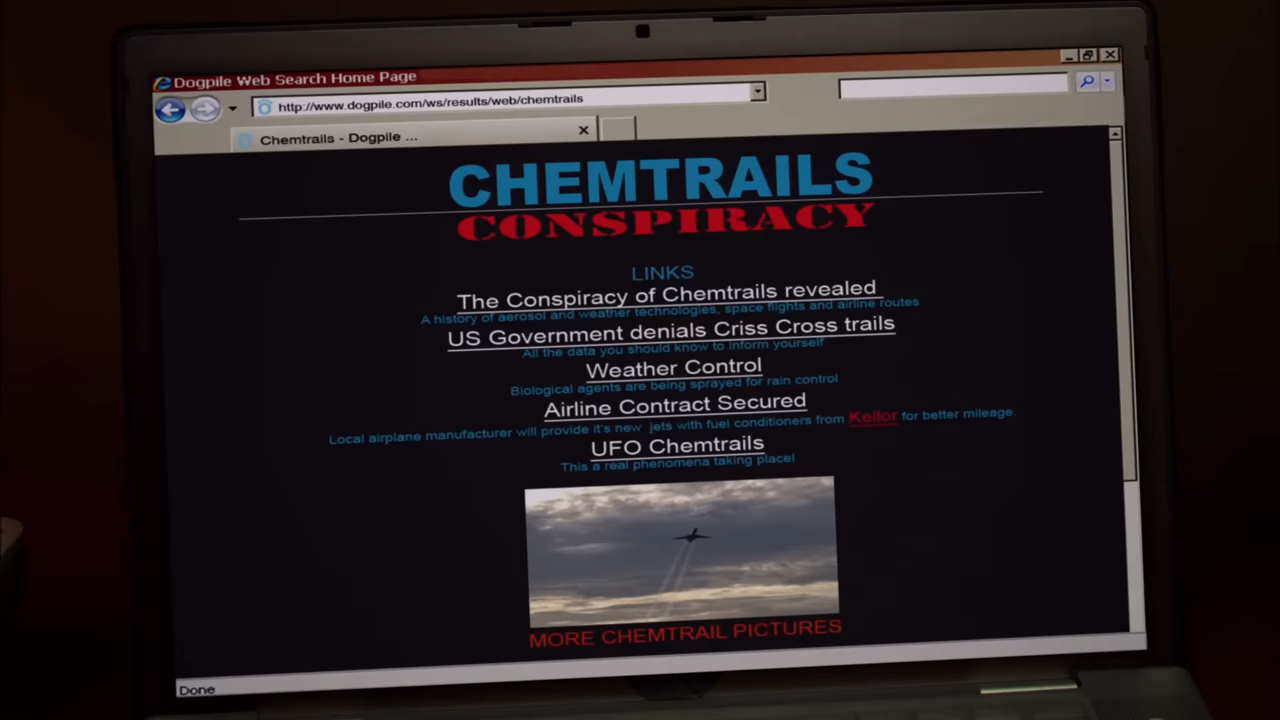 Dogpile Web Search Home Page
http://www.dogpile.com/ws/results/web/chemtrails
Chemtrails - Dogpile ...
CHEMTRAILS
CONSPIRACY
LINKS
The Conspiracy of Chemtrails revealed
A history of aerosol and weather technologies, space flights and airline routes
US Government denials Criss Cross trails
All the data you should know to inform yourself
Weather Control
Biological agents are being sprayed for rain control
Airline Contract Secured
Local airplane manufacturer will provide it's new jets with fuel conditioners from Kellor for better mileage.
UFO Chemtrails
This a real phenomena taking place!
MORE CHEMTRAIL PICTURES
Done